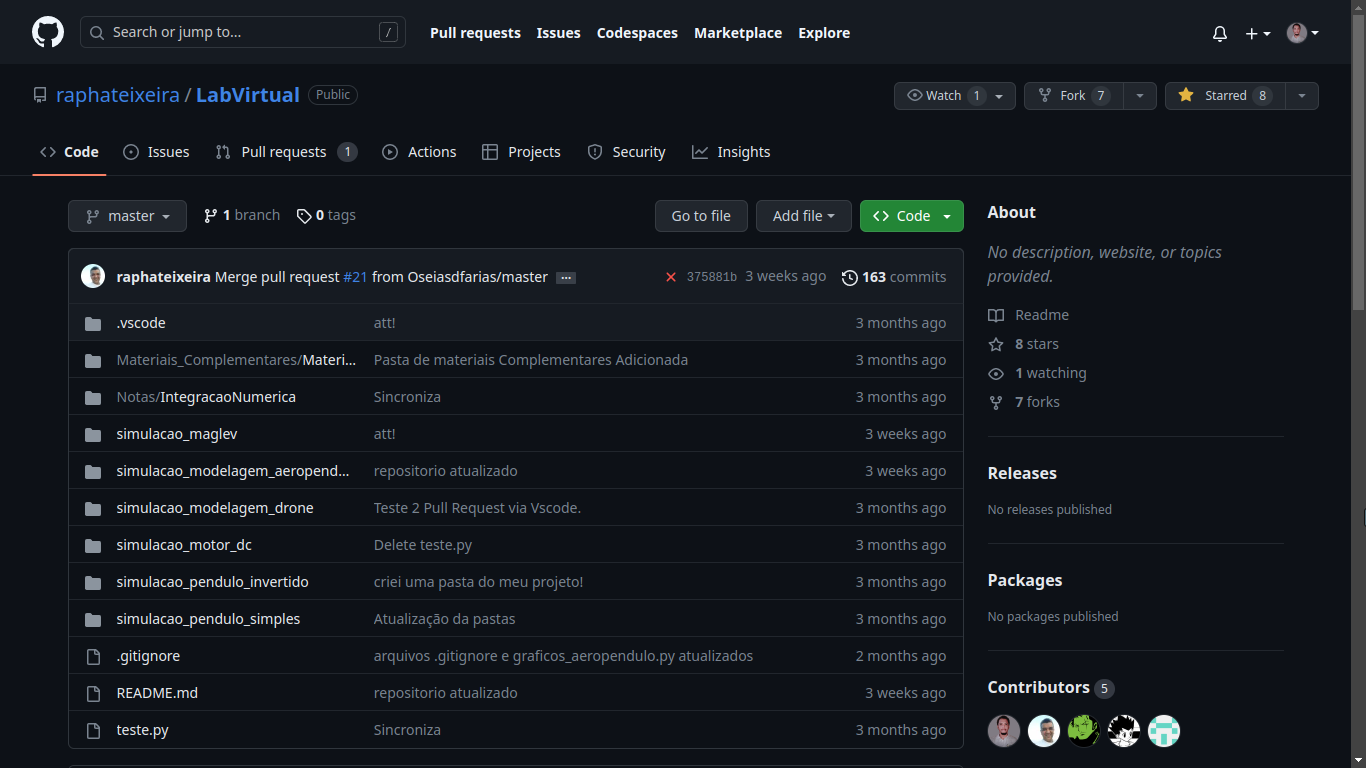 Search or jump to... /
Pull requests Issues Codespaces Marketplace Explore
raphateixeira / LabVirtual Public
Watch 1 Fork 7 Starred 8
Code Issues Pull requests 1 Actions Projects Security Insights
master 1 branch 0 tags Go to file Add file Code
raphateixeira Merge pull request #21 from Oseiasdfarias/master ... 375881b 3 weeks ago 163 commits
.vscode att! 3 months ago
Materiais_Complementares/Materi... Pasta de materiais Complementares Adicionada 3 months ago
Notas/IntegracaoNumerica Sincroniza 3 months ago
simulacao_maglev att! 3 weeks ago
simulacao_modelagem_aeropend... repositorio atualizado 3 weeks ago
simulacao_modelagem_drone Teste 2 Pull Request via Vscode. 3 months ago
simulacao_motor_dc Delete teste.py 3 months ago
simulacao_pendulo_invertido criei uma pasta do meu projeto! 3 months ago
simulacao_pendulo_simples Atualização da pastas 3 months ago
.gitignore arquivos .gitignore e graficos_aeropendulo.py atualizados 2 months ago
README.md repositorio atualizado 3 weeks ago
teste.py Sincroniza 3 months ago
About
No description, website, or topics
provided.
Readme
8 stars
1 watching
7 forks
Releases
No releases published
Packages
No packages published
Contributors 5